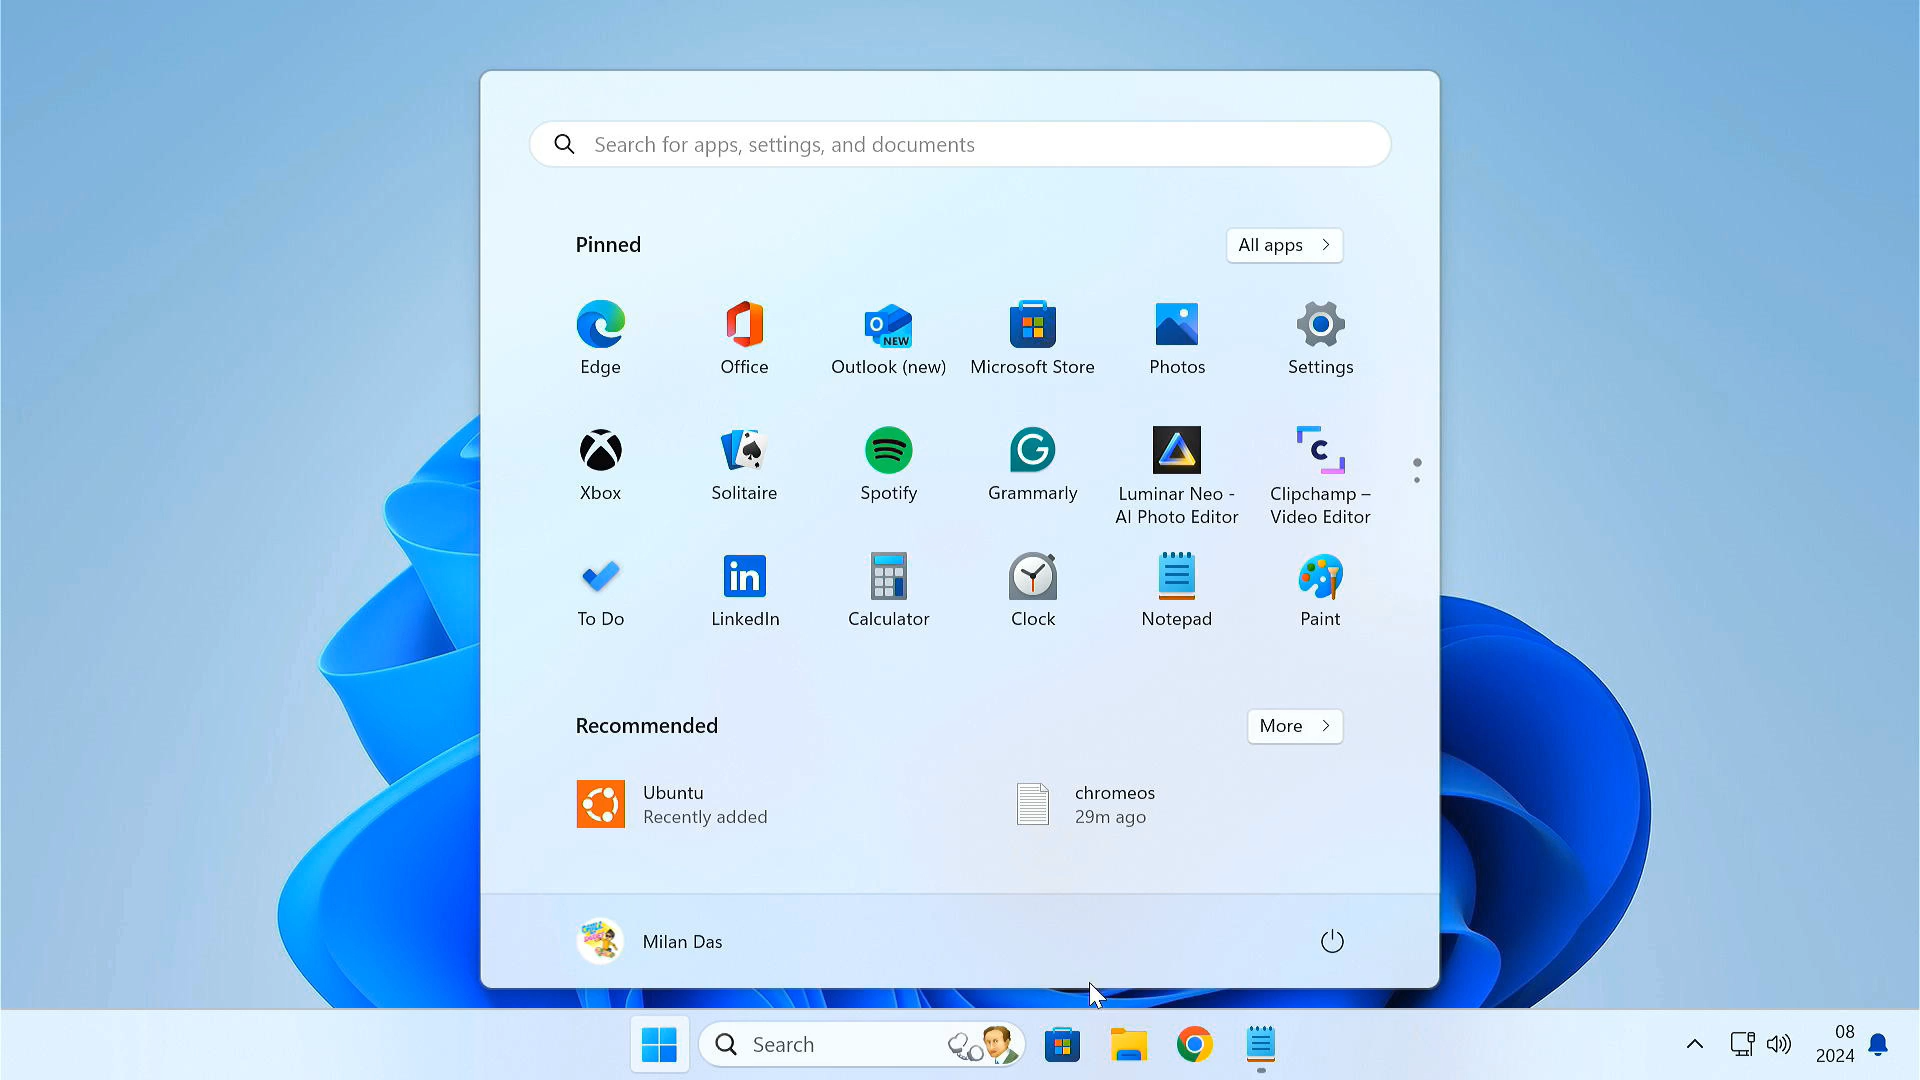 Search for apps, settings, and documents
Pinned
All apps
Edge
Office
Outlook (new)
Microsoft Store
Photos
Settings
Xbox
Solitaire
Spotify
Grammarly
Luminar Neo -
AI Photo Editor
Clipchamp –
Video Editor
To Do
LinkedIn
Calculator
Clock
Notepad
Paint
Recommended
More
Ubuntu
Recently added
chromeos
29m ago
Milan Das
Search
08
2024